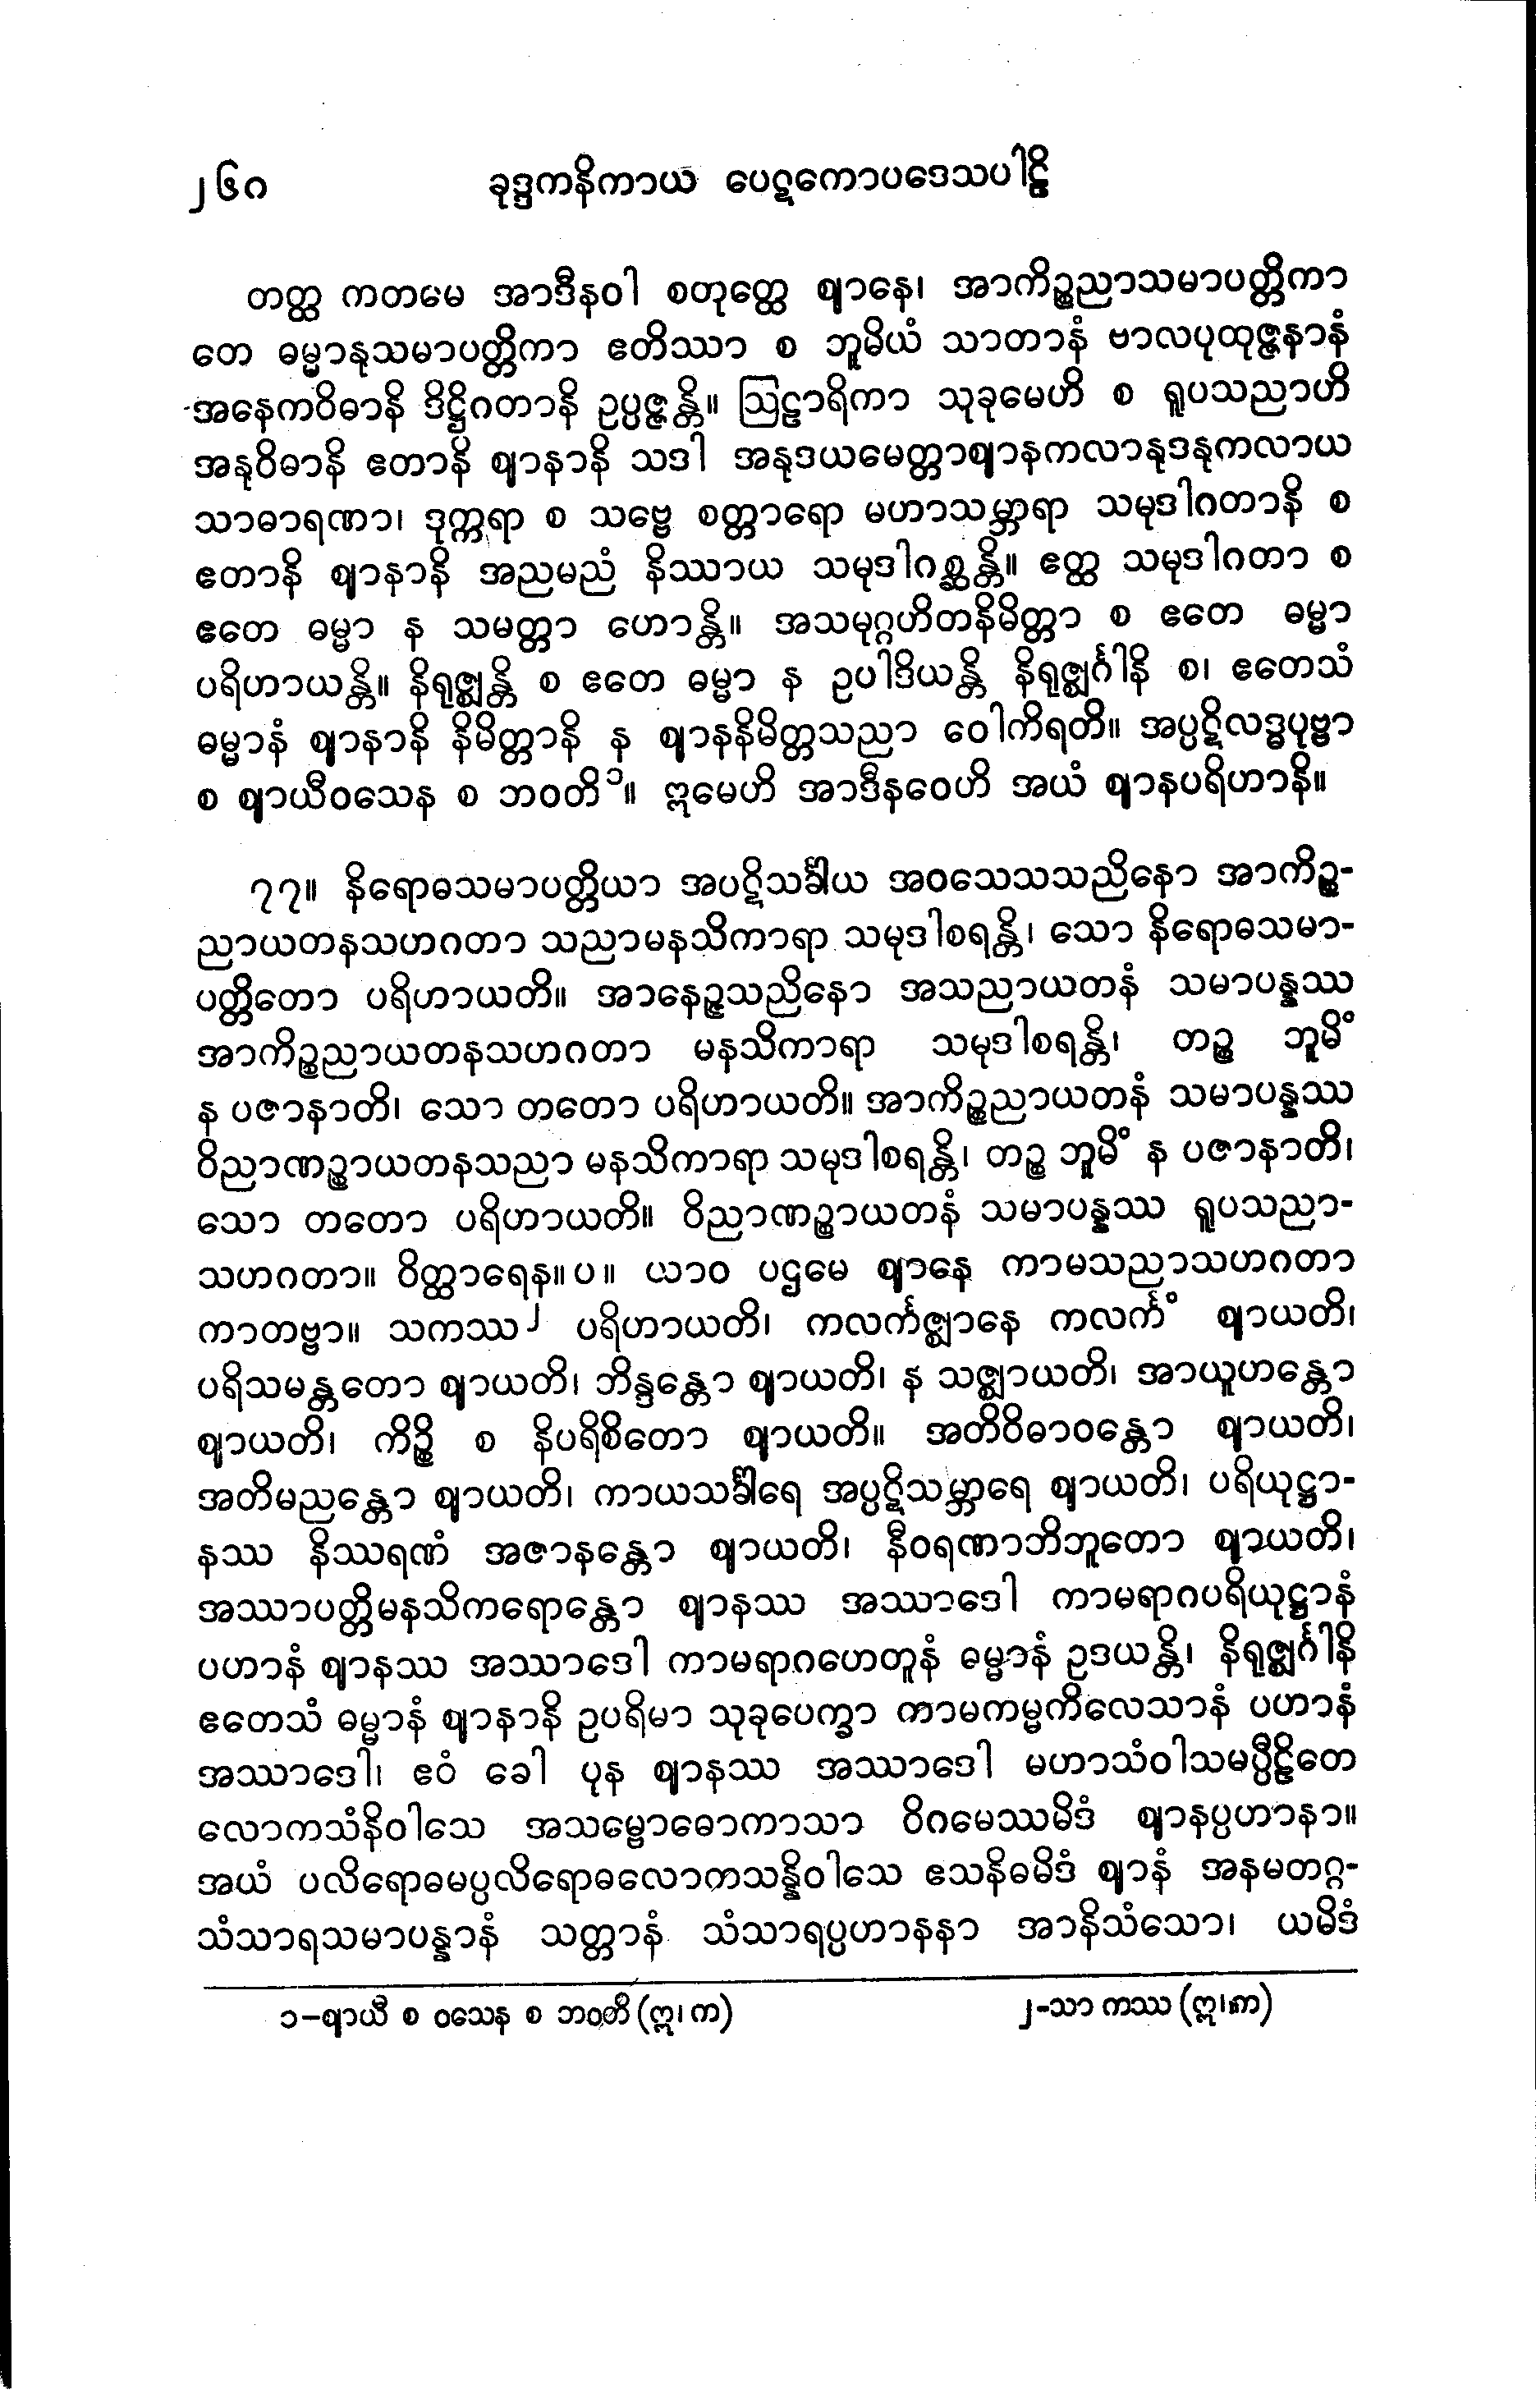 ၂၆၈ ခုဒ္ဒကနိကာယ ပေဋကောပဒေသပါဠိ
တတ္ထ ကတမေ အာဒီနဝါ စတုတ္ထေ ဈာနေ၊ အာကိဉ္စညာသမာပတ္တိကာ
တေ ဓမ္မာနုသမာပတ္တိကာ ဧတိဿာ စ ဘူမိယံ သာတာနံ ဗာလပုထုဇ္ဇနာနံ
အနေကဝိဓာနိ ဒိဋ္ဌိဂတာနိ ဥပ္ပဇ္ဇန္တိ။ ဩဠာရိကာ သုခုမေဟိ စ ရူပသညာဟိ
အနုဝိဓာနိ ဧတာနိ ဈာနာနိ သဒါ အနုဒယမေတ္တာဈာနကလာနုဒနုကလာယ
သာဓာရဏာ၊ ဒုက္ကရာ စ သဗ္ဗေ စတ္တာရော မဟာသမ္ဘာရာ သမုဒါဂတာနိ စ
ဧတာနိ ဈာနာနိ အညမညံ နိဿာယ သမုဒါဂစ္ဆန္တိ။ ဧတ္ထ သမုဒါဂတာ စ
ဧတေ ဓမ္မာ န သမတ္တာ ဟောန္တိ။ အသမုဂ္ဂဟိတနိမိတ္တာ စ ဧတေ ဓမ္မာ
ပရိဟာယန္တိ။ နိရုဇ္ဈန္တိ စ ဧတေ ဓမ္မာ န ဥပါဒိယန္တိ နိရုဇ္ဈင်္ဂါနိ စ၊ ဧတေသံ
ဓမ္မာနံ ဈာနာနိ နိမိတ္တာနိ န ဈာနနိမိတ္တသညာ ဝေါကိရတိ။ အပ္ပဋိလဒ္ဓပုဗ္ဗာ
စ ဈာယီဝသေန စ ဘဝတိ၁။ ဣမေဟိ အာဒီနဝေဟိ အယံ ဈာနပရိဟာနိ။
၇၇။ နိရောဓသမာပတ္တိယာ အပဋိသင်္ခါယ အဝသေသသညိနော အာကိဉ္စ-
ညာယတနသဟဂတာ သညာမနသိကာရာ သမုဒါစရန္တိ၊ သော နိရောဓသမာ-
ပတ္တိတော ပရိဟာယတိ။ အာနေဉ္ဇသညိနော အသညာယတနံ သမာပန္နဿ
အာကိဉ္စညာယတနသဟဂတာ မနသိကာရာ သမုဒါစရန္တိ၊ တဉ္စ ဘူမိံ
န ပဇာနာတိ၊ သော တတော ပရိဟာယတိ။ အာကိဉ္စညာယတနံ သမာပန္နဿ
ဝိညာဏဉ္စာယတနသညာ မနသိကာရာ သမုဒါစရန္တိ၊ တဉ္စ ဘူမိံ န ပဇာနာတိ၊
သော တတော ပရိဟာယတိ။ ဝိညာဏဉ္စာယတနံ သမာပန္နဿ ရူပသညာ-
သဟဂတာ။ ဝိတ္ထာရေန။ပ။ ယာဝ ပဌမေ ဈာနေ ကာမသညာသဟဂတာ
ကာတဗ္ဗာ။ သကဿ၂ ပရိဟာယတိ၊ ကလင်္ကဇ္ဈာနေ ကလင်္ကံ ဈာယတိ၊
ပရိသမန္တတော ဈာယတိ၊ ဘိန္ဒန္တော ဈာယတိ၊ န သဇ္ဈာယတိ၊ အာယူဟန္တော
ဈာယတိ၊ ကိဉ္စိ စ နိပရိစိတော ဈာယတိ။ အတိဝိဓာဝန္တော ဈာယတိ၊
အတိမညန္တော ဈာယတိ၊ ကာယသင်္ခါရေ အပ္ပဋိသမ္ဘာရေ ဈာယတိ၊ ပရိယုဋ္ဌာ-
နဿ နိဿရဏံ အဇာနန္တော ဈာယတိ၊ နီဝရဏာဘိဘူတော ဈာယတိ၊
အဿာပတ္တိမနသိကရောန္တော ဈာနဿ အဿာဒေါ ကာမရာဂပရိယုဋ္ဌာနံ
ပဟာနံ ဈာနဿ အဿာဒေါ ကာမရာဂဟေတူနံ ဓမ္မာနံ ဥဒယန္တိ၊ နိရုဇ္ဈင်္ဂါနိ
ဧတေသံ ဓမ္မာနံ ဈာနာနိ ဥပရိမာ သုခုပေက္ခာ ကာမကမ္မကိလေသာနံ ပဟာနံ
အဿာဒေါ၊ ဧဝံ ခေါ ပုန ဈာနဿ အဿာဒေါ မဟာသံဝါသမပ္ပီဠိတေ
လောကသံနိဝါသေ အသမ္ဗောဓောကာသာ ဝိဂမေဿမိဒံ ဈာနပ္ပဟာနာ။
အယံ ပလိရောဓမပ္ပလိရောဓလောကသန္နိဝါသေ ဧသနိဓမိဒံ ဈာနံ အနမတဂ္ဂ-
သံသာရသမာပန္နာနံ သတ္တာနံ သံသာရပ္ပဟာနနာ အာနိသံသော၊ ယမိဒံ
၁-ဈာယီ စ ဝသေန စ ဘဝတိ (ဣ၊ က) ၂-သာ ကဿ (ဣ၊က)